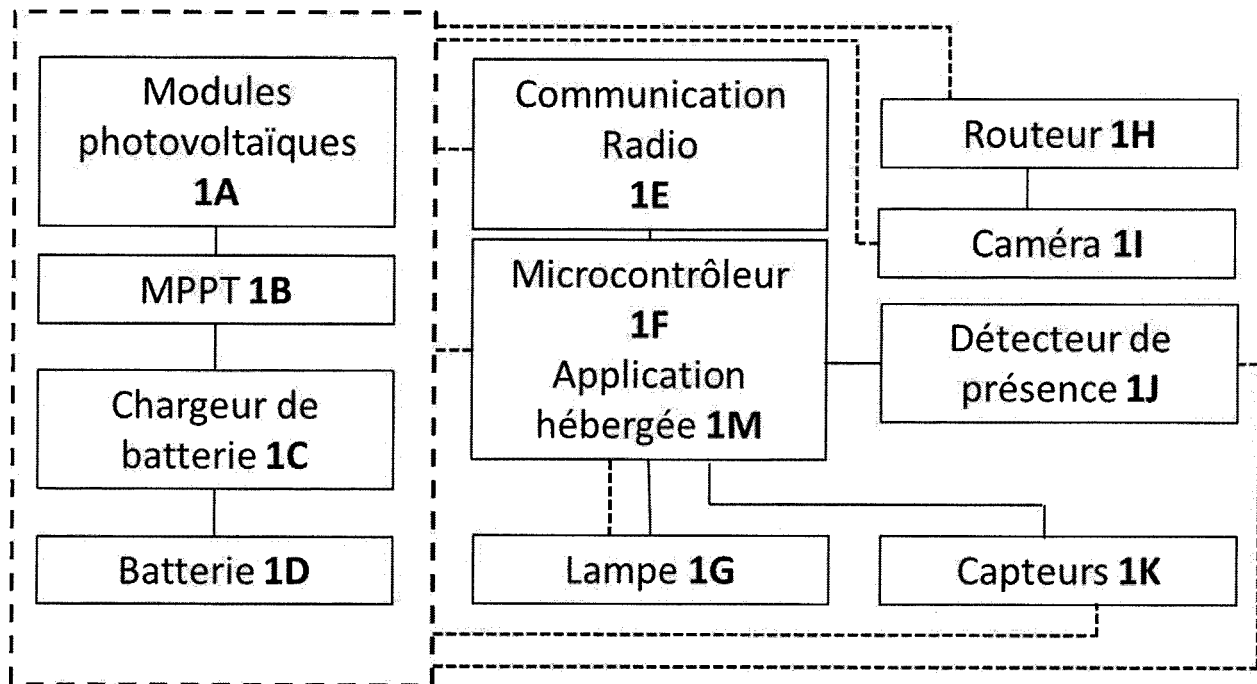 Modules
photovoltaïques
1A
MPPT 1B
Chargeur de
batterie 1C
Batterie 1D
Communication
Radio
1E
Microcontrôleur
1F
Application
hébergée 1M
Lampe 1G
Routeur 1H
Caméra 1I
Détecteur de
présence 1J
Capteurs 1K